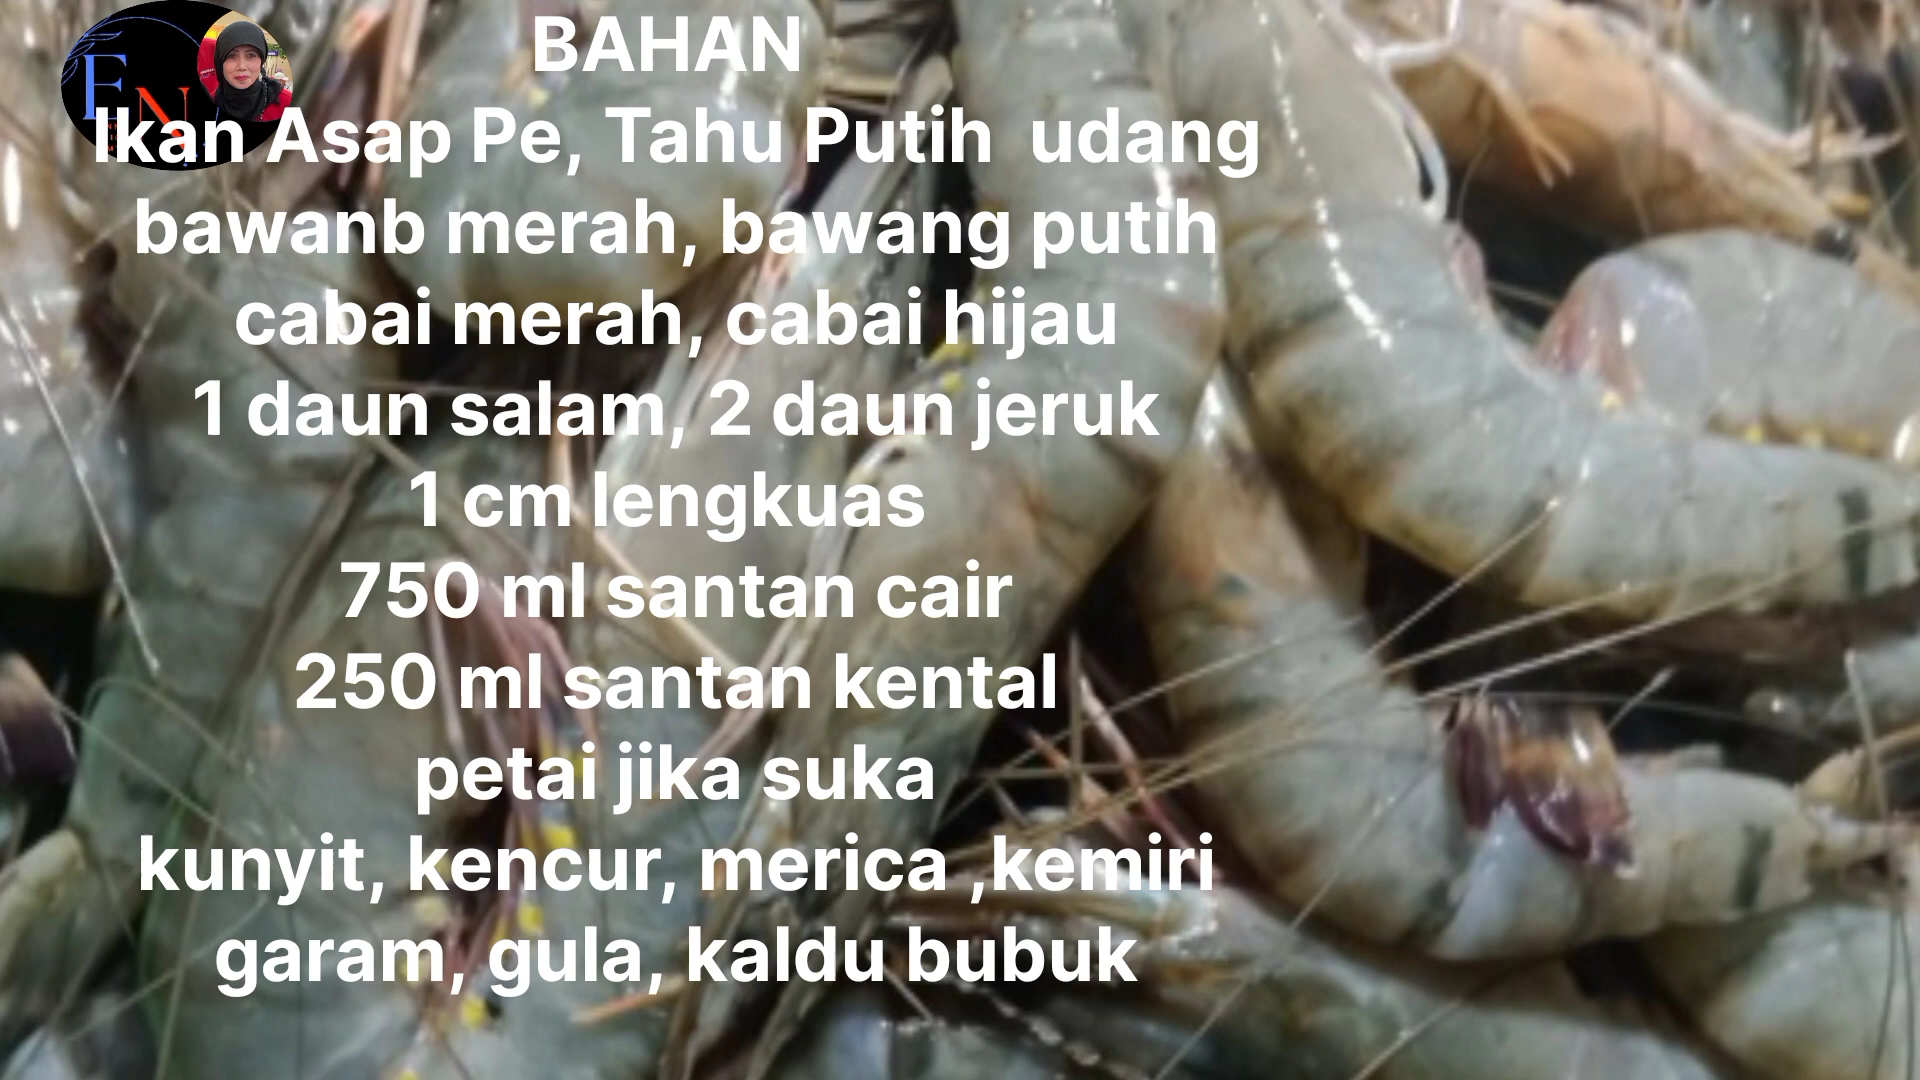 BAHAN
Ikan Asap Pe, Tahu Putih udang
bawanb merah, bawang putih
cabai merah, cabai hijau
1 daun salam, 2 daun jeruk
1 cm lengkuas
750 ml santan cair
250 ml santan kental
petai jika suka
kunyit, kencur, merica ,kemiri
garam, gula, kaldu bubuk
F N